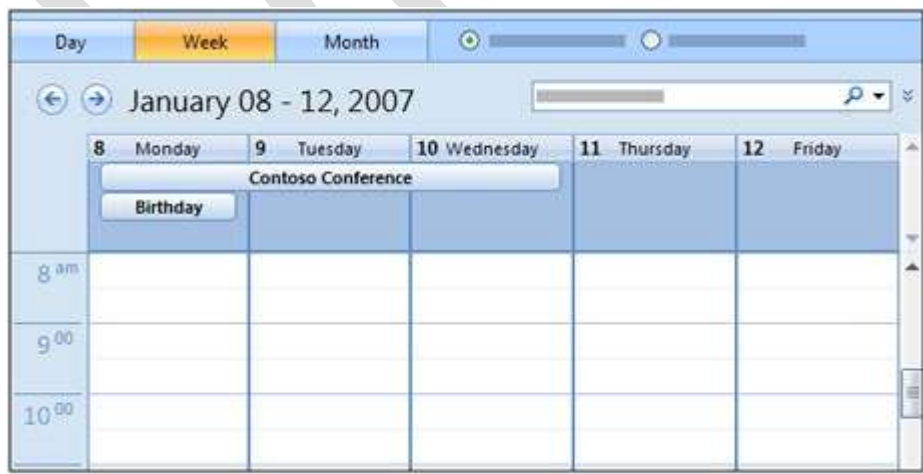 Day Week Month
January 08 - 12, 2007
8 Monday 9 Tuesday 10 Wednesday 11 Thursday 12 Friday
Contoso Conference
Birthday
8 am
9 00
10 00